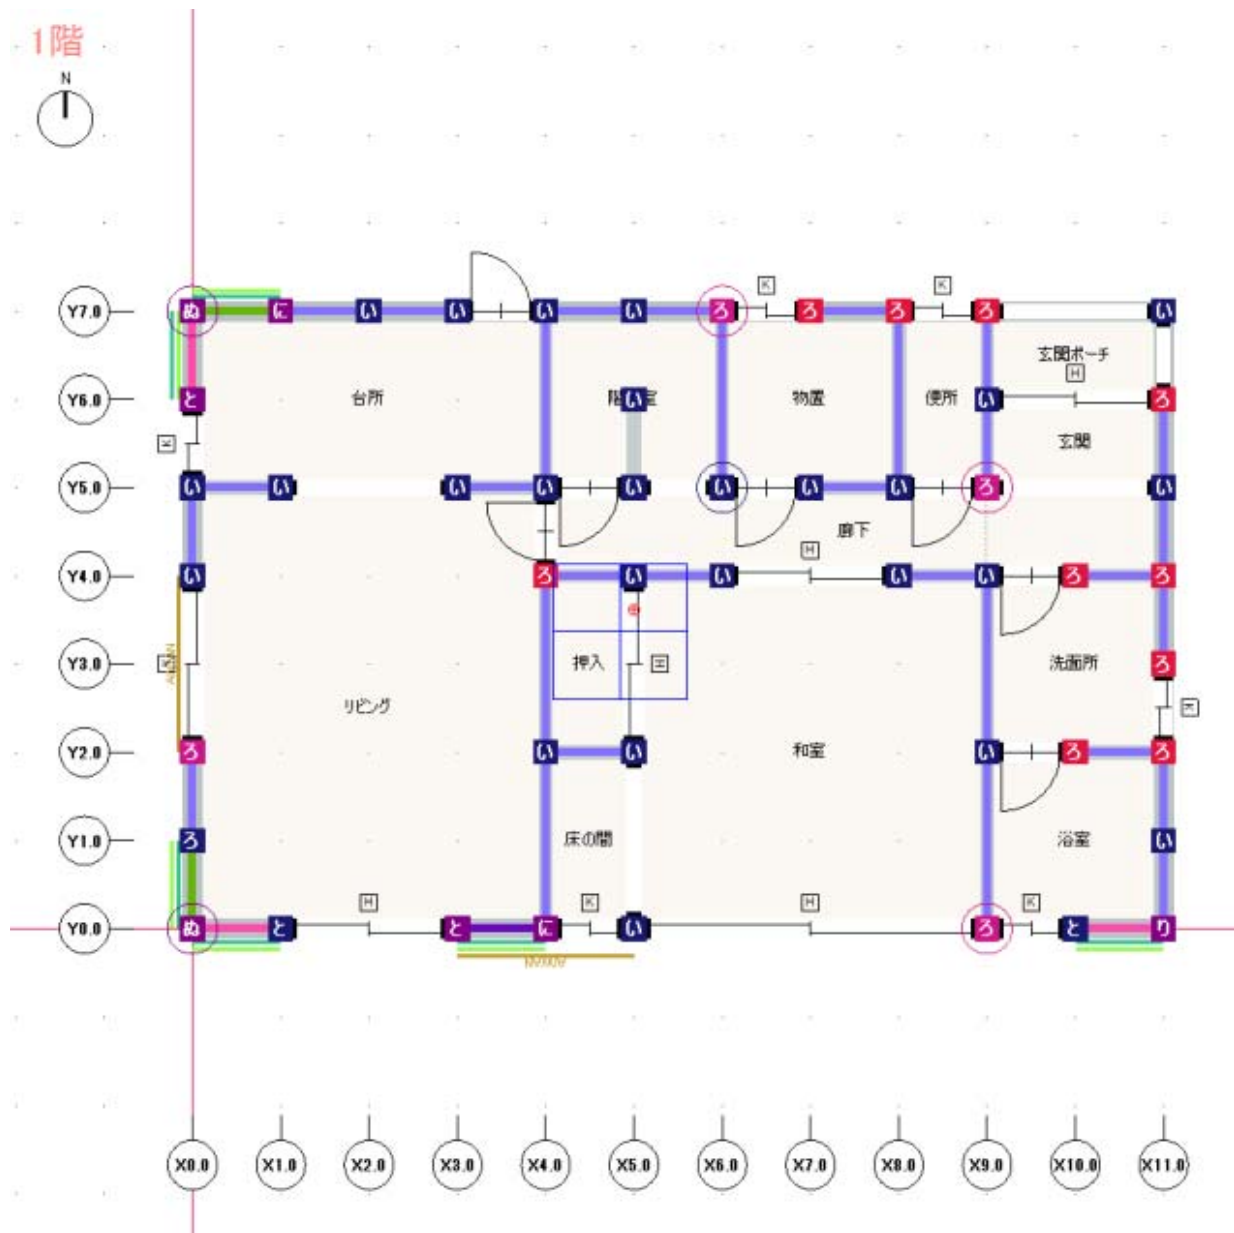 1階
N
K K
Y7.0 ぬ に い い い い ろ ろ ろ ろ い
玄関ポーチ
H
Y6.0 と 台所 い 物置 便所 い ろ
K 玄関
Y5.0 い い い い い い い い ろ い
廊下
H
Y4.0 い ろ い い い い ろ ろ
Y3.0 押入 H 洗面所 ろ
リビング K
Y2.0 ろ い い 和室 い ろ ろ
Y1.0 ろ 床の間 浴室 い
H K H K
Y0.0 ぬ と と に い ろ と り
X0.0 X1.0 X2.0 X3.0 X4.0 X5.0 X6.0 X7.0 X8.0 X9.0 X10.0 X11.0